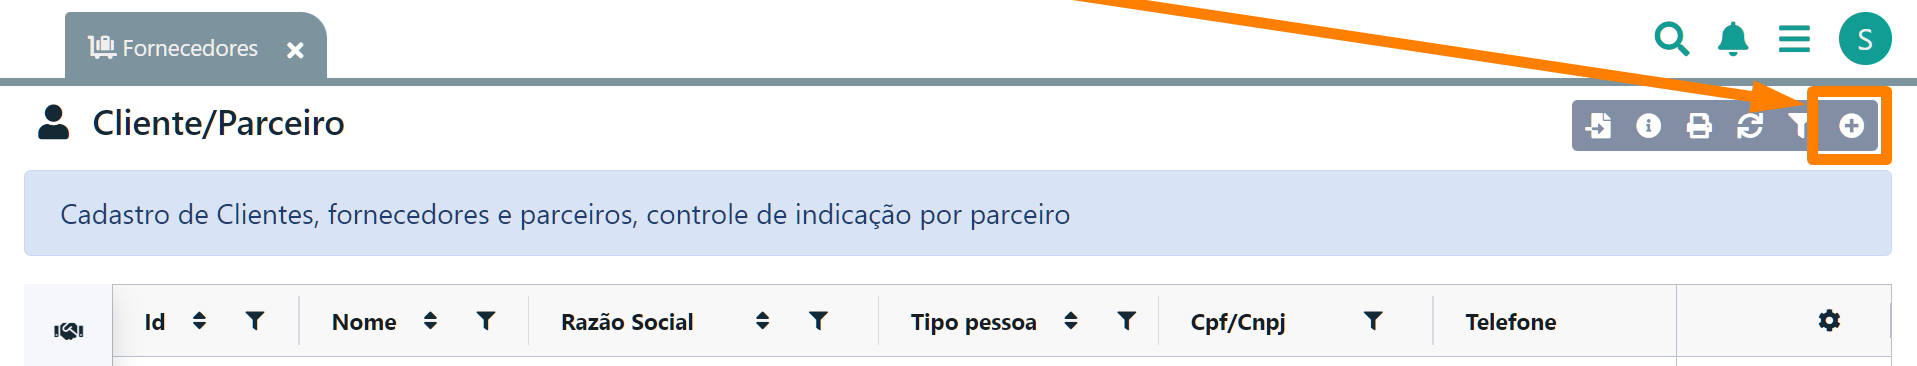 Fornecedores
S
Cliente/Parceiro
Cadastro de Clientes, fornecedores e parceiros, controle de indicação por parceiro
Id Nome Razão Social Tipo pessoa Cpf/Cnpj Telefone